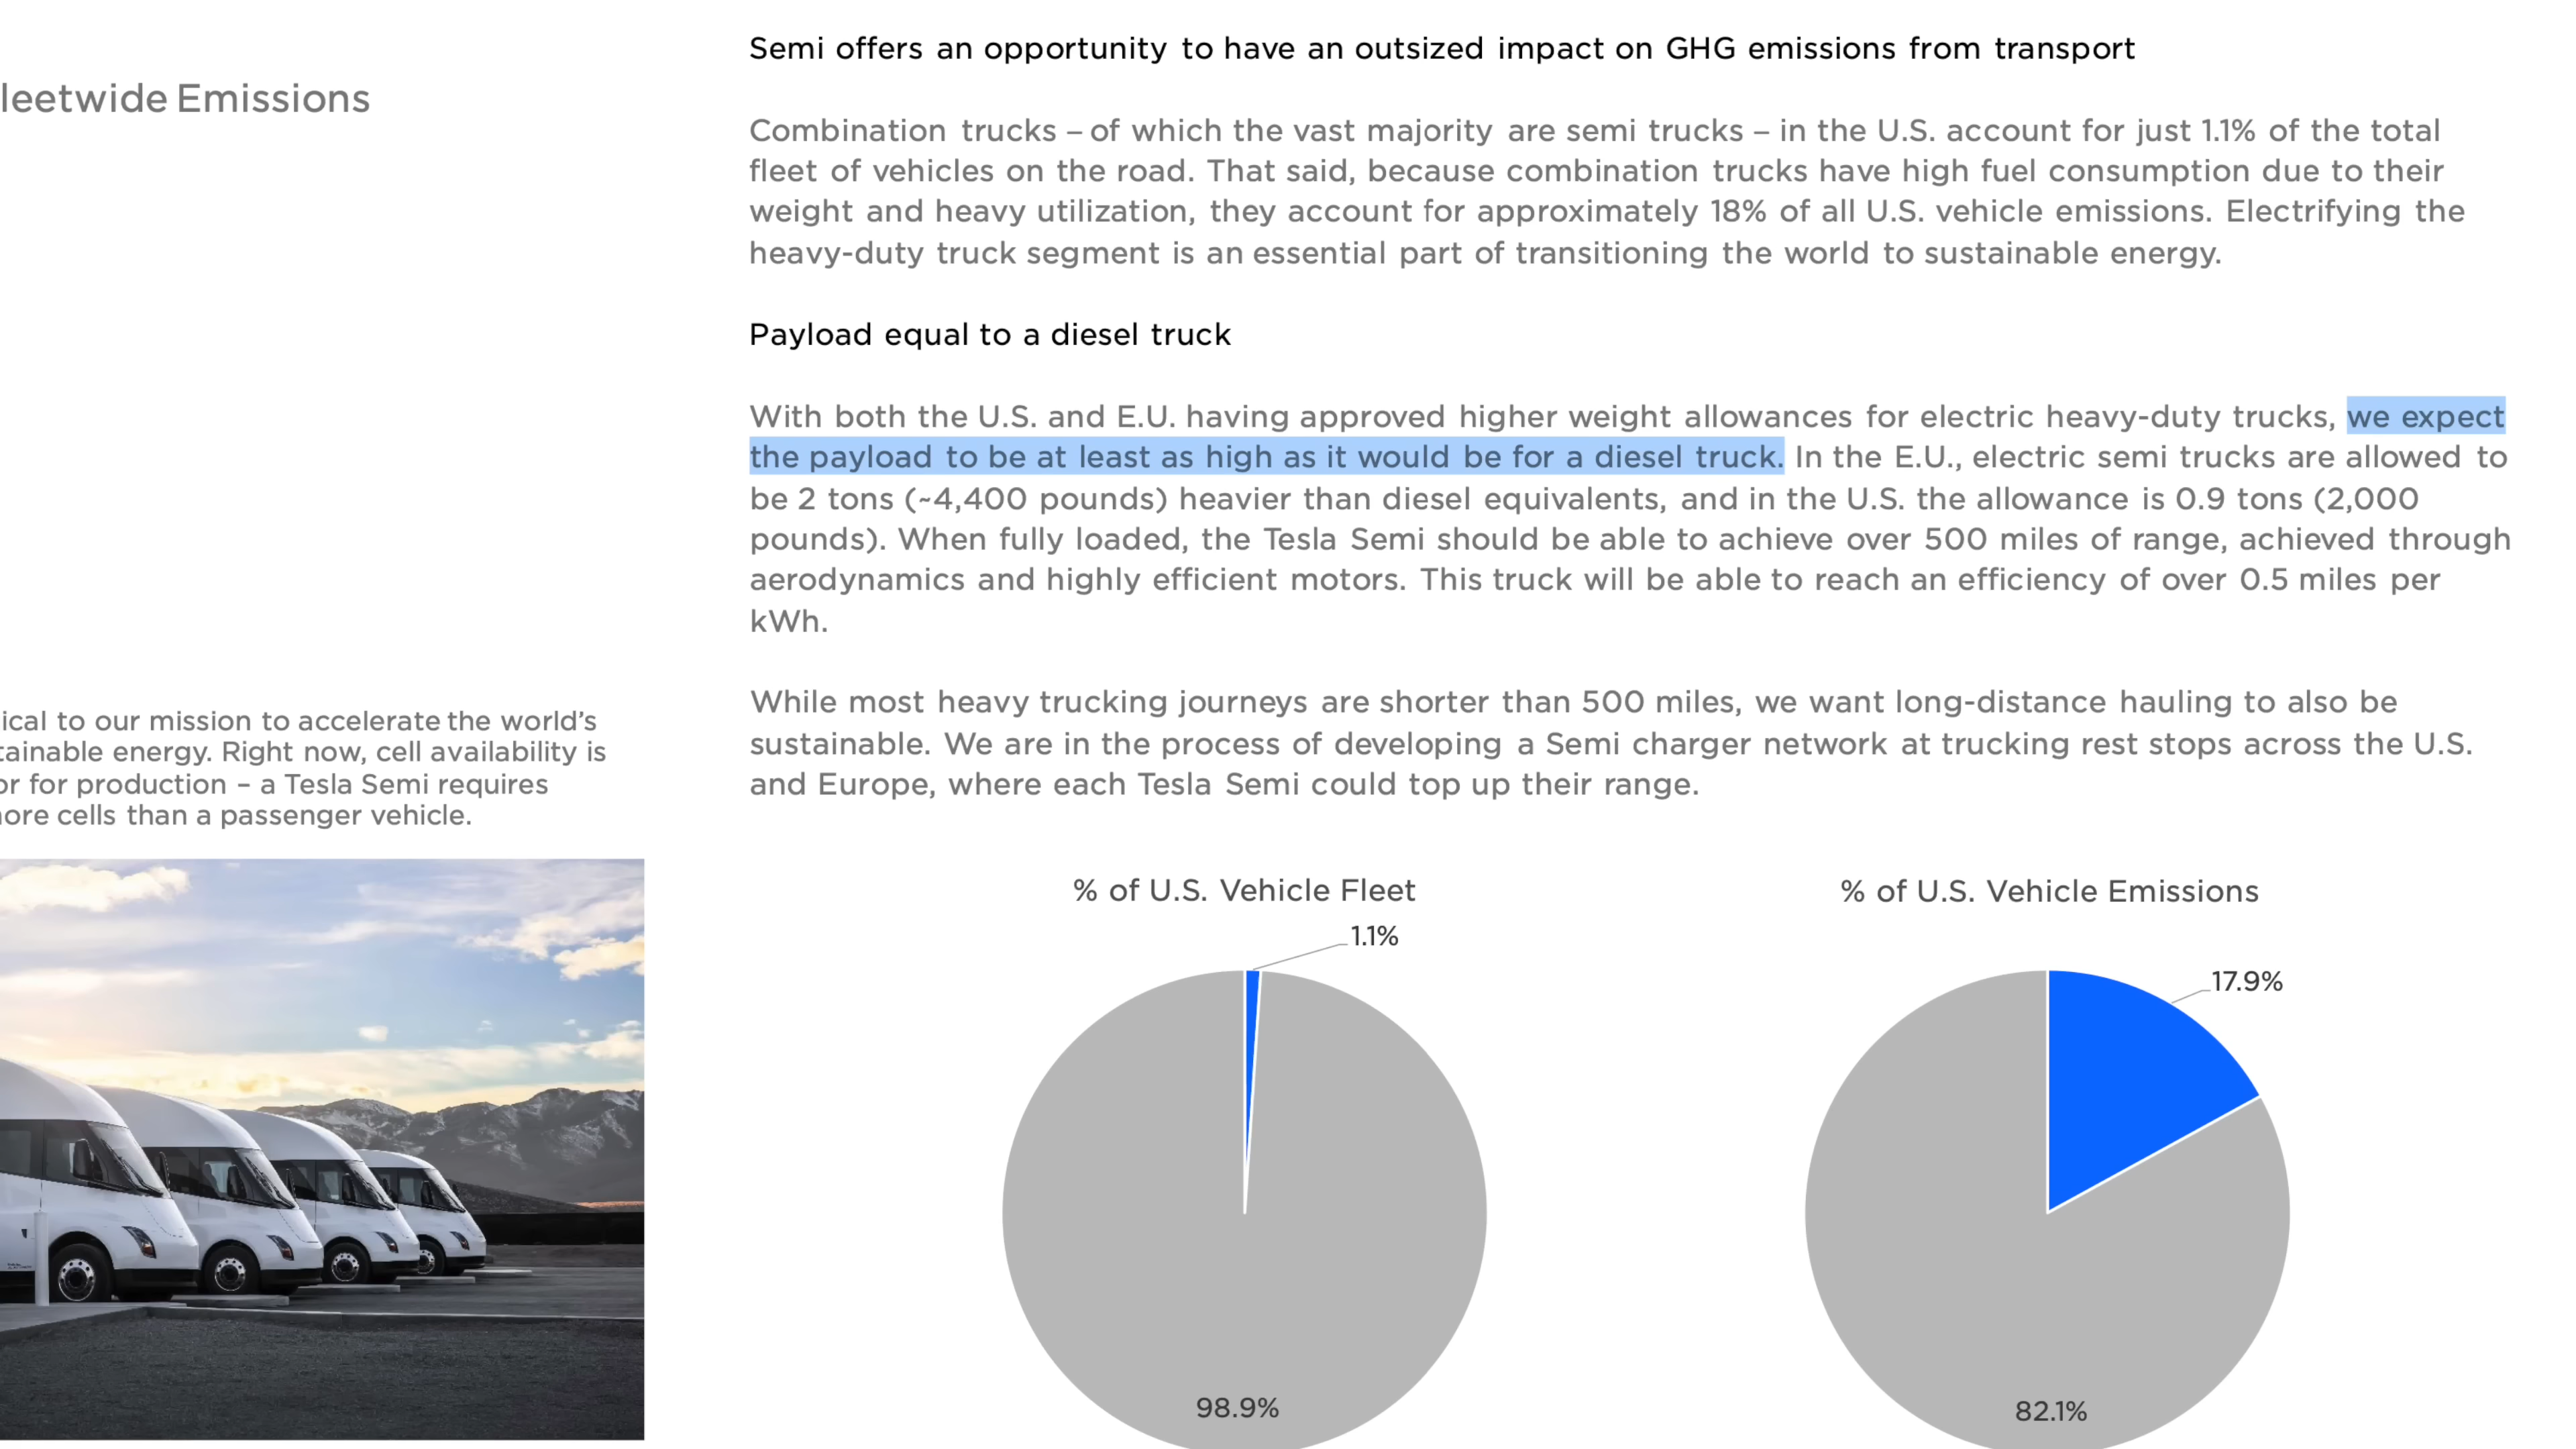 leetwide Emissions
ical to our mission to accelerate the world’s
tainable energy. Right now, cell availability is
or for production – a Tesla Semi requires
ore cells than a passenger vehicle.
Semi offers an opportunity to have an outsized impact on GHG emissions from transport
Combination trucks – of which the vast majority are semi trucks – in the U.S. account for just 1.1% of the total
fleet of vehicles on the road. That said, because combination trucks have high fuel consumption due to their
weight and heavy utilization, they account for approximately 18% of all U.S. vehicle emissions. Electrifying the
heavy-duty truck segment is an essential part of transitioning the world to sustainable energy.
Payload equal to a diesel truck
With both the U.S. and E.U. having approved higher weight allowances for electric heavy-duty trucks, we expect
the payload to be at least as high as it would be for a diesel truck. In the E.U., electric semi trucks are allowed to
be 2 tons (~4,400 pounds) heavier than diesel equivalents, and in the U.S. the allowance is 0.9 tons (2,000
pounds). When fully loaded, the Tesla Semi should be able to achieve over 500 miles of range, achieved through
aerodynamics and highly efficient motors. This truck will be able to reach an efficiency of over 0.5 miles per
kWh.
While most heavy trucking journeys are shorter than 500 miles, we want long-distance hauling to also be
sustainable. We are in the process of developing a Semi charger network at trucking rest stops across the U.S.
and Europe, where each Tesla Semi could top up their range.
% of U.S. Vehicle Fleet
1.1%
98.9%
% of U.S. Vehicle Emissions
17.9%
82.1%